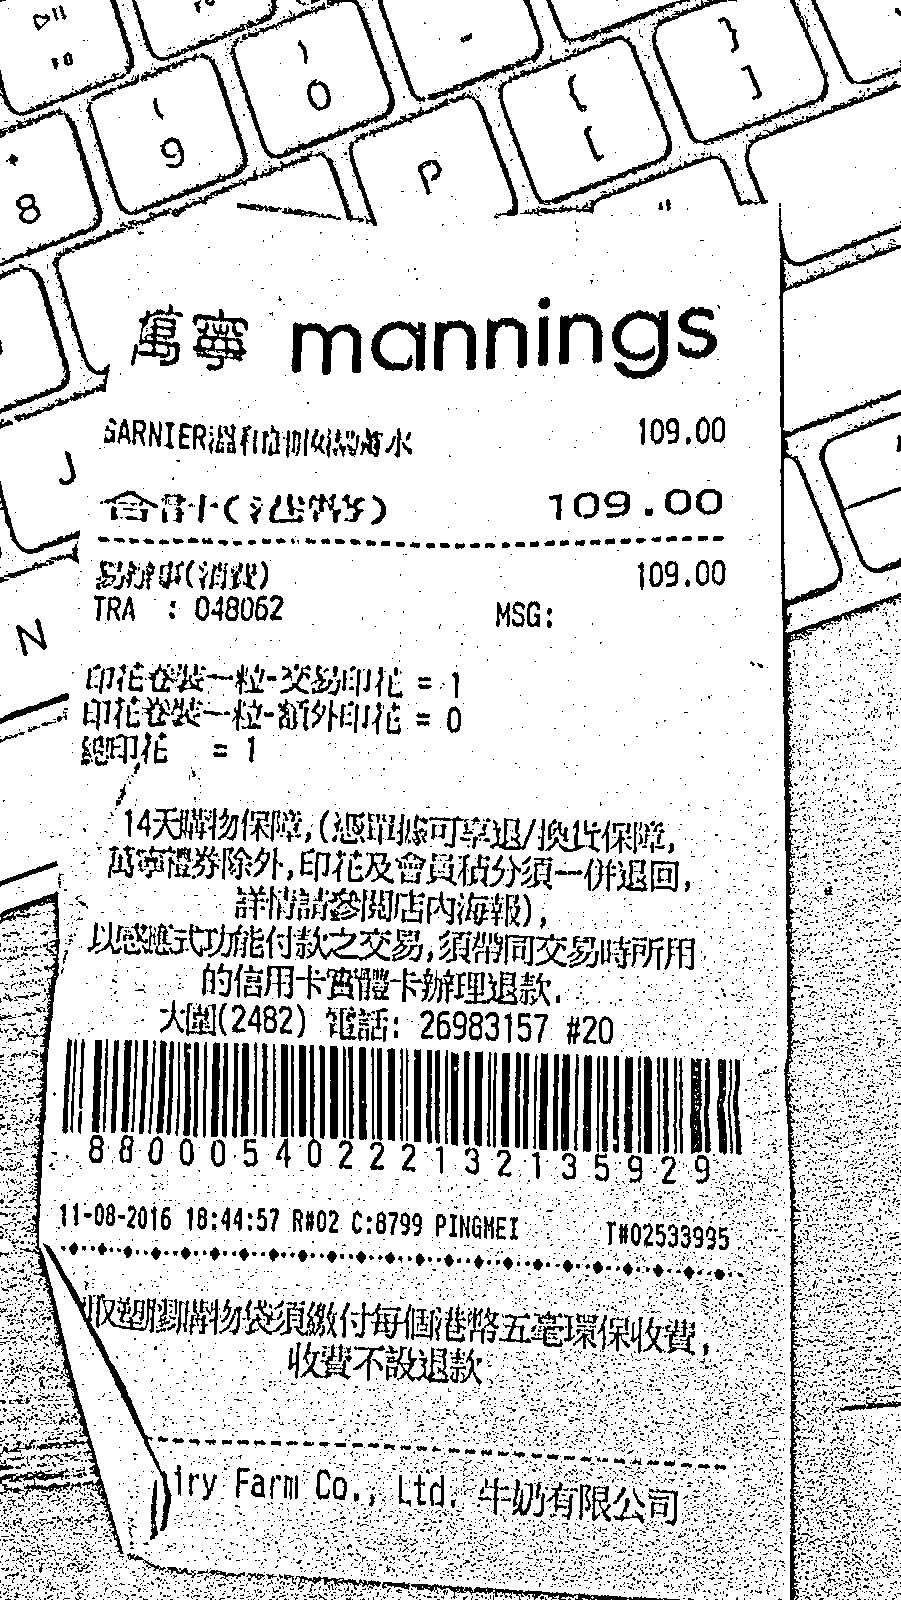 8
(
9
)
0
-
P
{
[
}
]
"
J
N
萬寧 mannings
GARNIER溫和 水 109.00
合計(港幣) 109.00
易辦事(消費) 109.00
TRA : 048062 MSG:
印花卷裝一粒-交易印花 = 1
印花卷裝一粒-額外印花 = 0
總印花 = 1
14天購物保障,(憑單據可享退/換貨保障,
萬寧禮券除外,印花及會員積分須一併退回,
詳情請參閱店內海報),
以感應式功能付款之交易,須帶同交易時所用
的信用卡實體卡辦理退款.
大圍(2482) 電話: 26983157 #20
88000540222132135929
11-08-2016 18:44:57 R#02 C:8799 PINGMEI T#02533995
取塑膠購物袋須繳付每個港幣五毫環保收費,
收費不設退款
iry Farm Co., Ltd. 牛奶有限公司